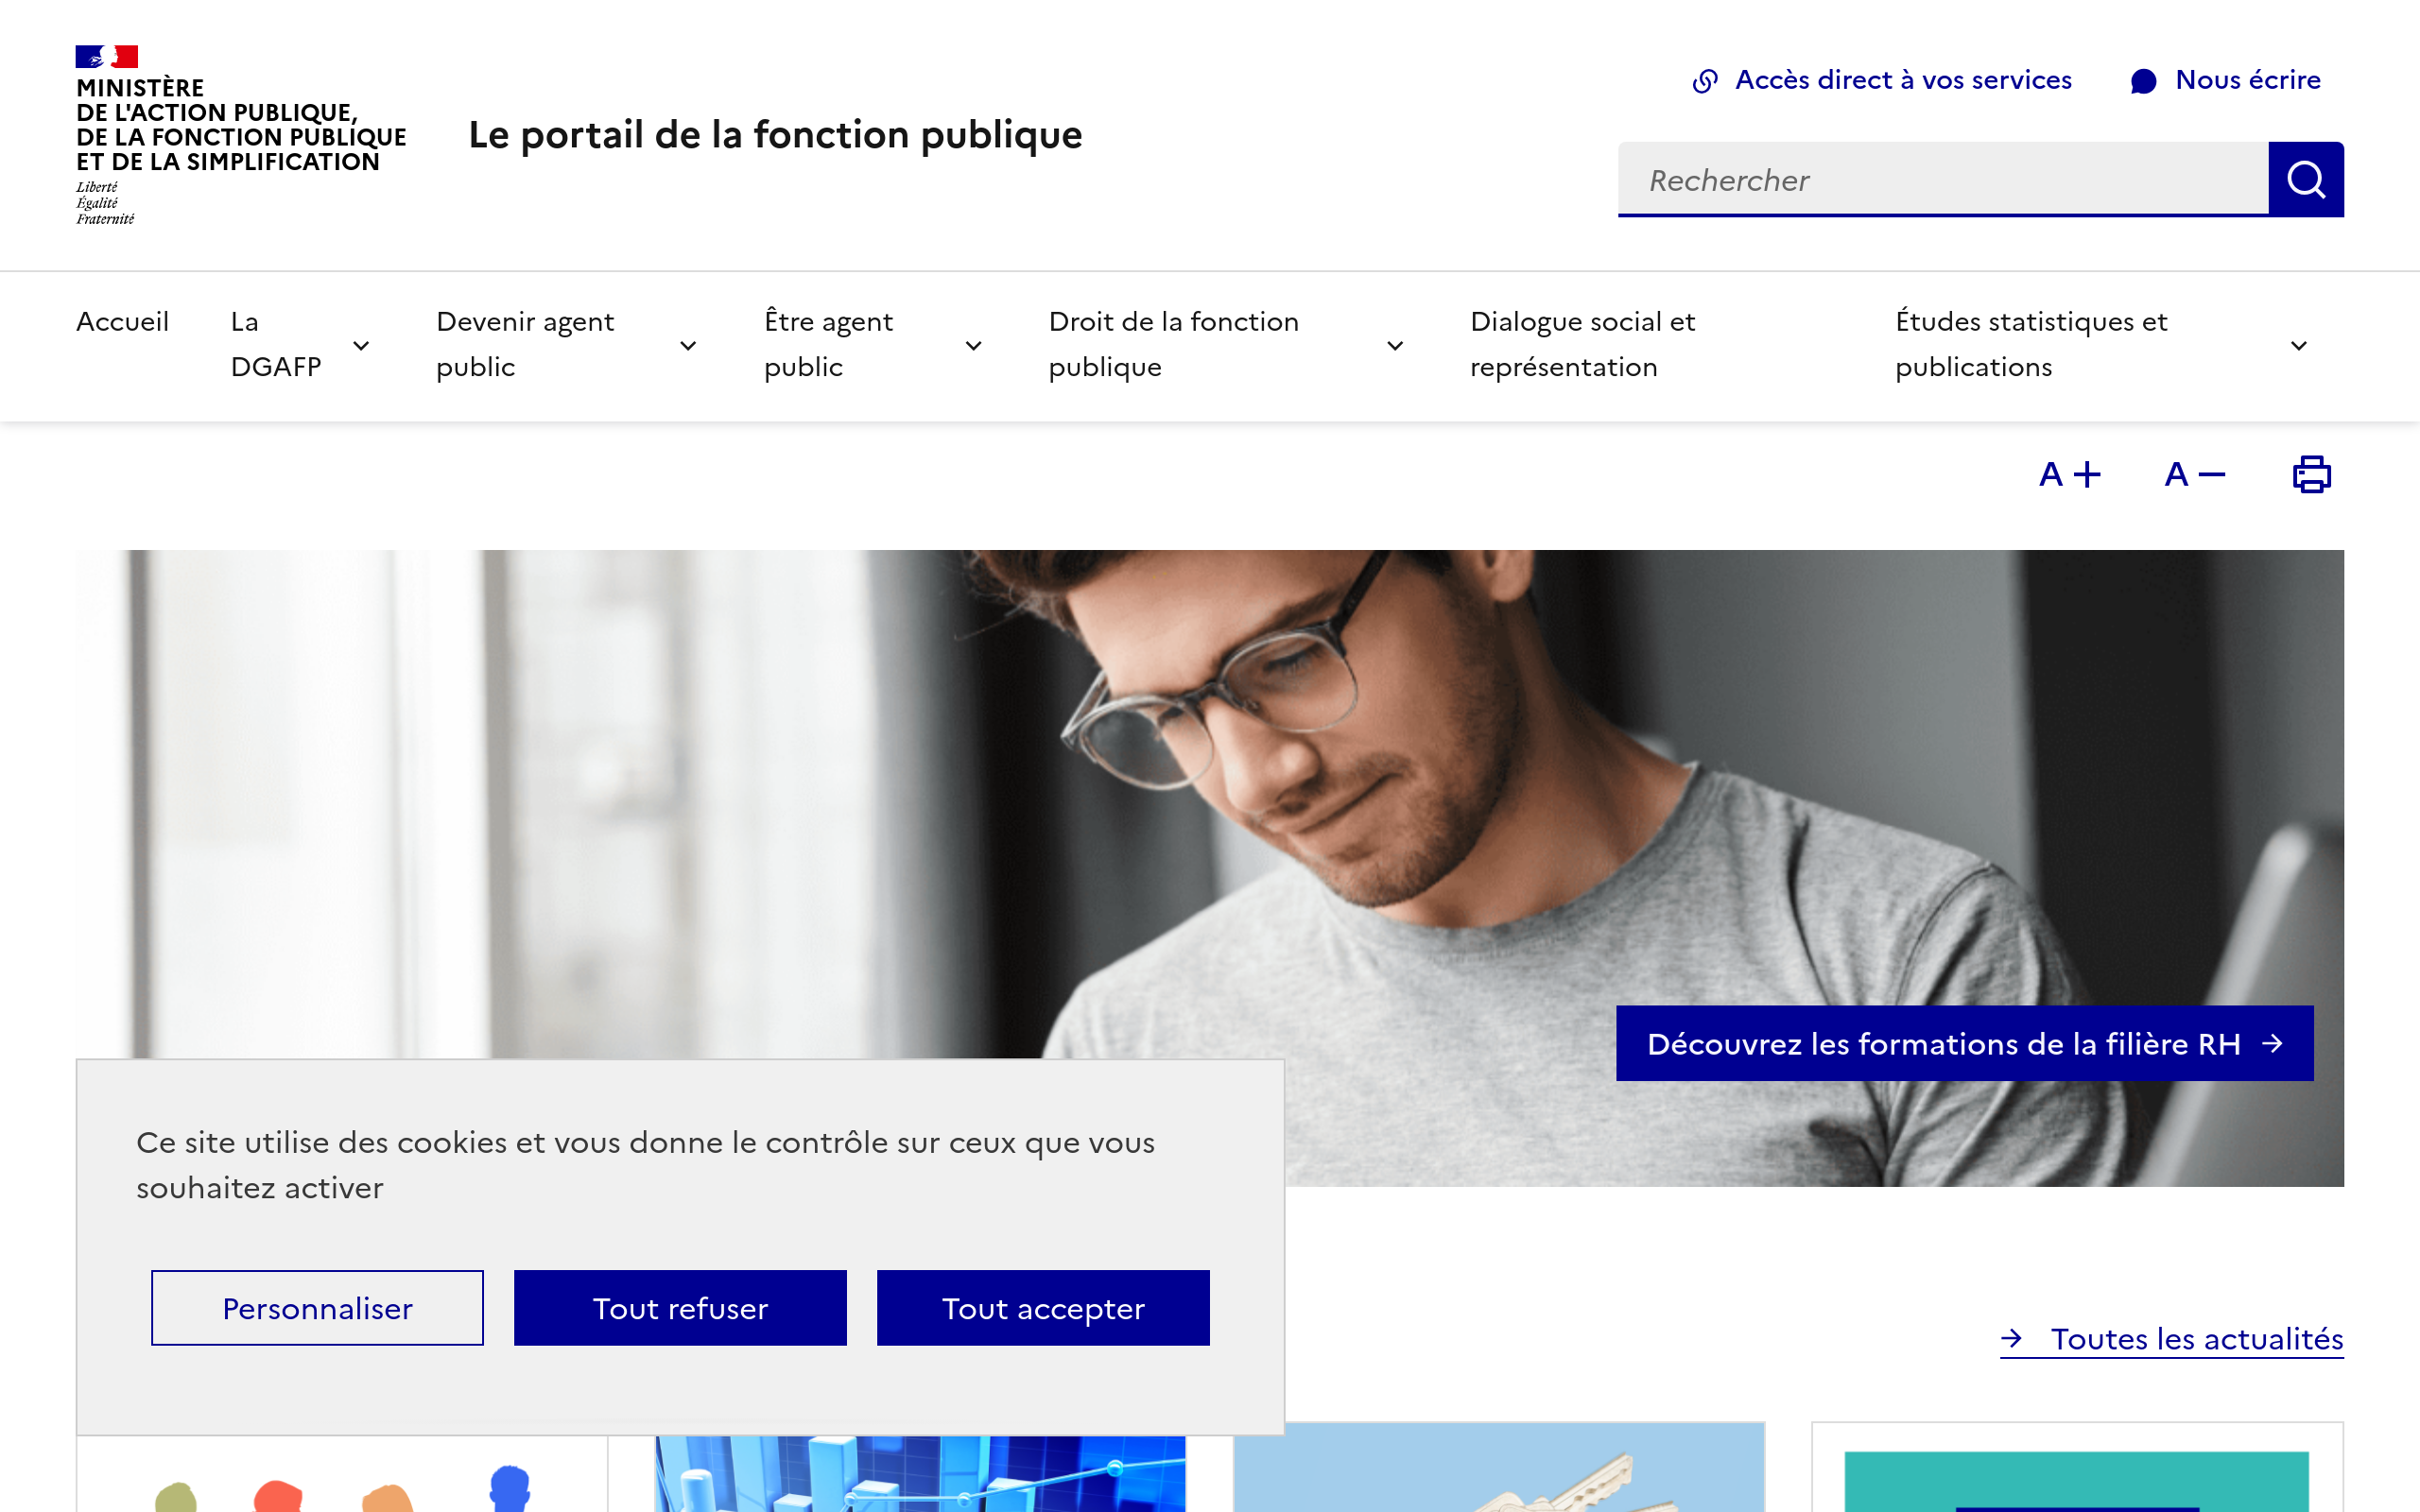 MINISTÈRE
DE L'ACTION PUBLIQUE,
DE LA FONCTION PUBLIQUE
ET DE LA SIMPLIFICATION
Liberté
Égalité
Fraternité
Le portail de la fonction publique
Accès direct à vos services
Nous écrire
Rechercher
Accueil
La
DGAFP
Devenir agent
public
Être agent
public
Droit de la fonction
publique
Dialogue social et
représentation
Études statistiques et
publications
A +
A −
Découvrez les formations de la filière RH
Ce site utilise des cookies et vous donne le contrôle sur ceux que vous
souhaitez activer
Personnaliser
Tout refuser
Tout accepter
Toutes les actualités